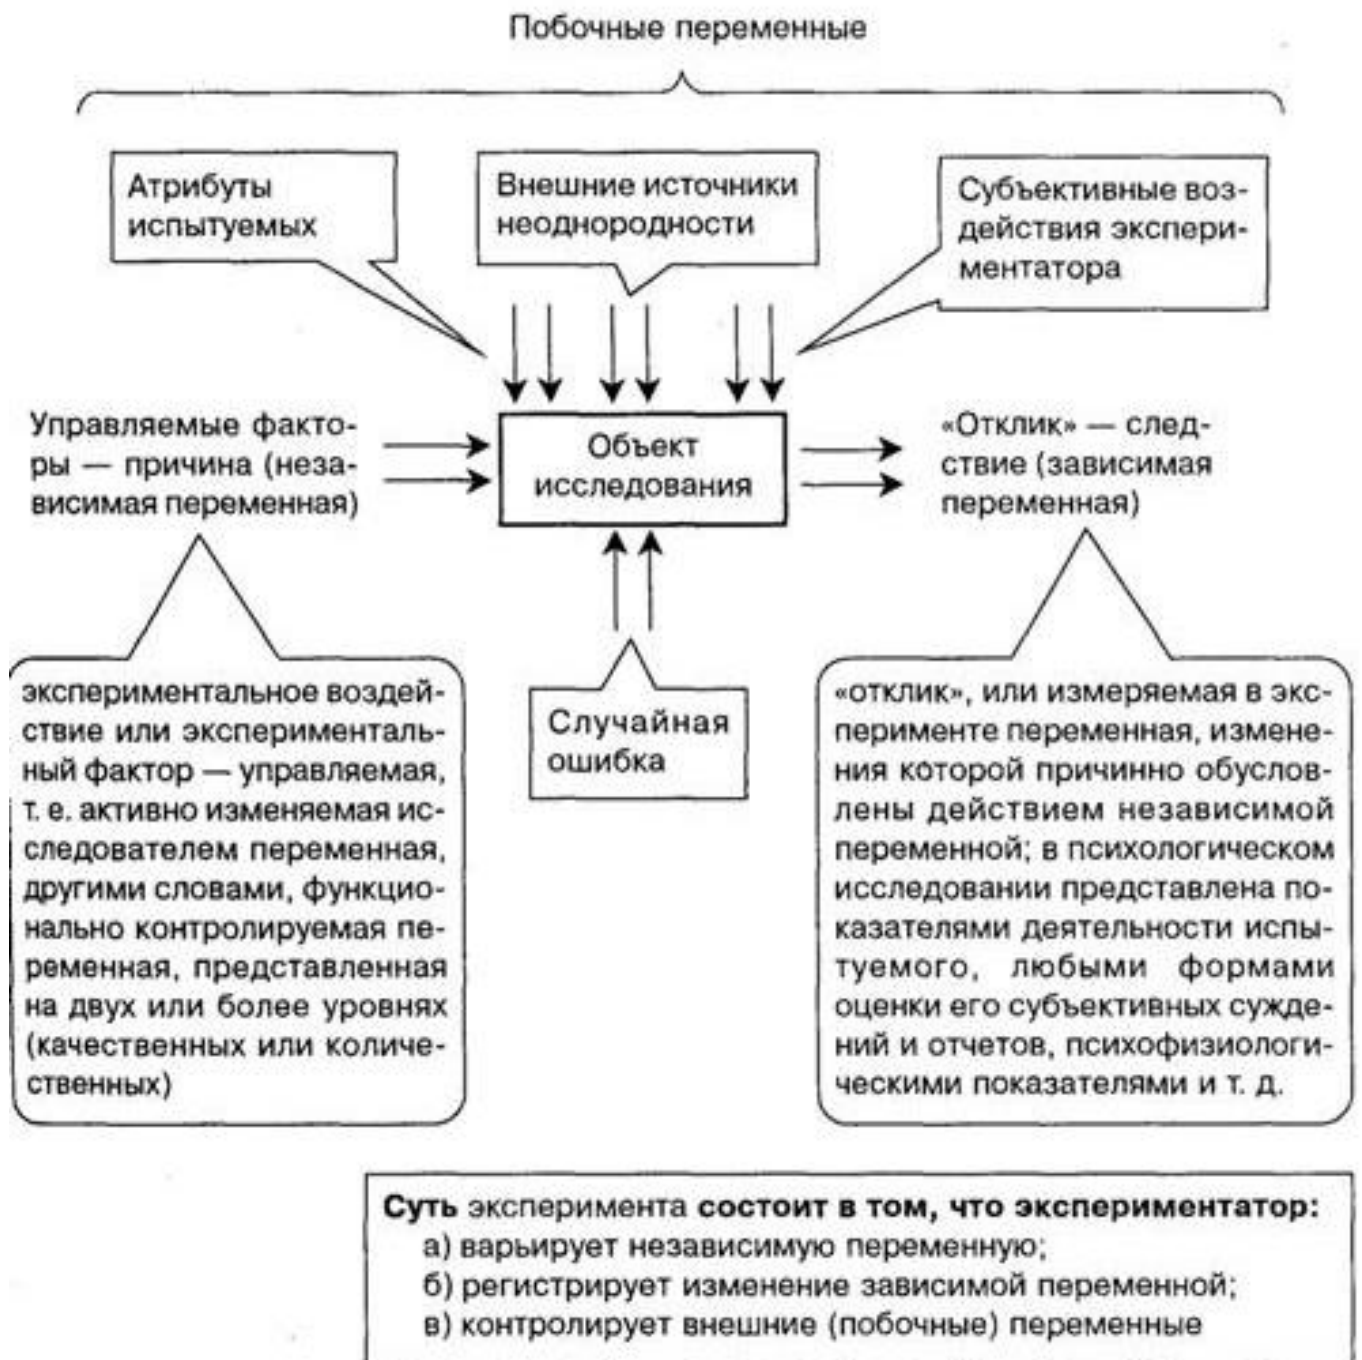 Побочные переменные
Атрибуты
испытуемых
Внешние источники
неоднородности
Субъективные воз-
действия экспери-
ментатора
Управляемые факто-
ры — причина (неза-
висимая переменная)
Объект
исследования
«Отклик» — след-
ствие (зависимая
переменная)
экспериментальное воздей-
ствие или эксперименталь-
ный фактор — управляемая,
т. е. активно изменяемая ис-
следователем переменная,
другими словами, функцио-
нально контролируемая пе-
ременная, представленная
на двух или более уровнях
(качественных или количе-
ственных)
Случайная
ошибка
«отклик», или измеряемая в экс-
перименте переменная, измене-
ния которой причинно обуслов-
лены действием независимой
переменной; в психологическом
исследовании представлена по-
казателями деятельности испы-
туемого, любыми формами
оценки его субъективных сужде-
ний и отчетов, психофизиологи-
ческими показателями и т. д.
Суть эксперимента состоит в том, что экспериментатор:
а) варьирует независимую переменную;
б) регистрирует изменение зависимой переменной;
в) контролирует внешние (побочные) переменные